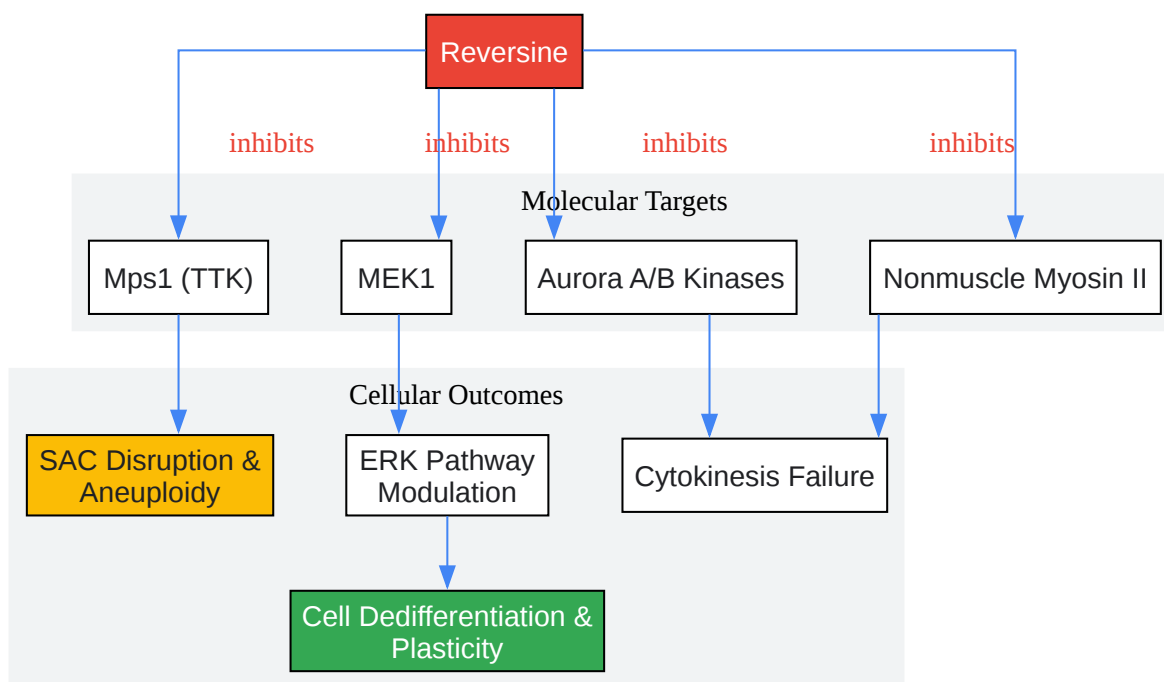 Reversine
inhibits
inhibits
inhibits
inhibits
Molecular Targets
Mps1 (TTK)
MEK1
Aurora A/B Kinases
Nonmuscle Myosin II
Cellular Outcomes
SAC Disruption &
Aneuploidy
ERK Pathway
Modulation
Cytokinesis Failure
Cell Dedifferentiation &
Plasticity